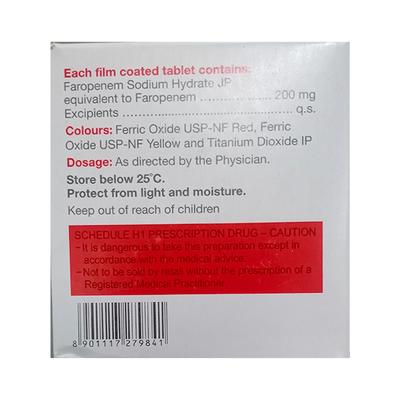 Each film coated tablet contains:
Faropenem Sodium Hydrate JP
equivalent to Faropenem .................. 200 mg
Excipients .......................................... q.s.
Colours: Ferric Oxide USP-NF Red, Ferric
Oxide USP-NF Yellow and Titanium Dioxide IP
Dosage: As directed by the Physician.
Store below 25°C.
Protect from light and moisture.
Keep out of reach of children
SCHEDULE H1 PRESCRIPTION DRUG – CAUTION
–It is dangerous to take this preparation except in
accordance with the medical advice.
–Not to be sold by retail without the prescription of a
Registered Medical Practitioner.
8 901117 279841